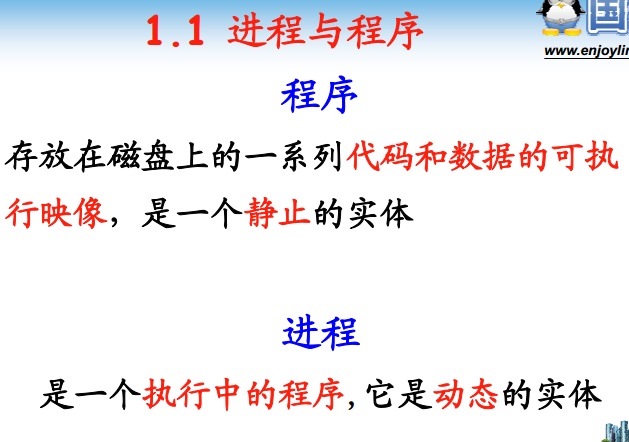 1.1 进程与程序
国
www.enjoylin
程序
存放在磁盘上的一系列代码和数据的可执
行映像，是一个静止的实体
进程
是一个执行中的程序,它是动态的实体